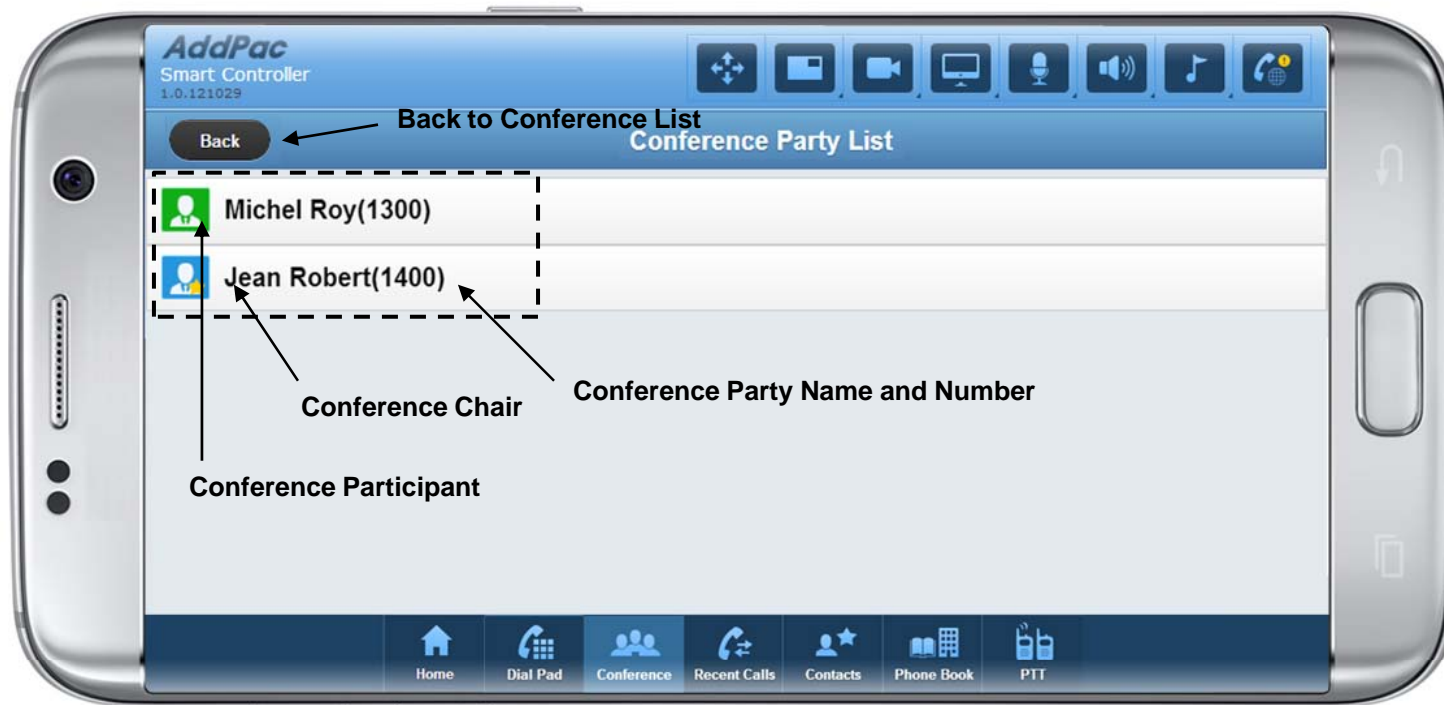 AddPac
Smart Controller
1.0.121029
Back
Back to Conference List
Conference Party List
Michel Roy(1300)
Jean Robert(1400)
Conference Party Name and Number
Conference Chair
Conference Participant
Home
Dial Pad
Conference
Recent Calls
Contacts
Phone Book
PTT